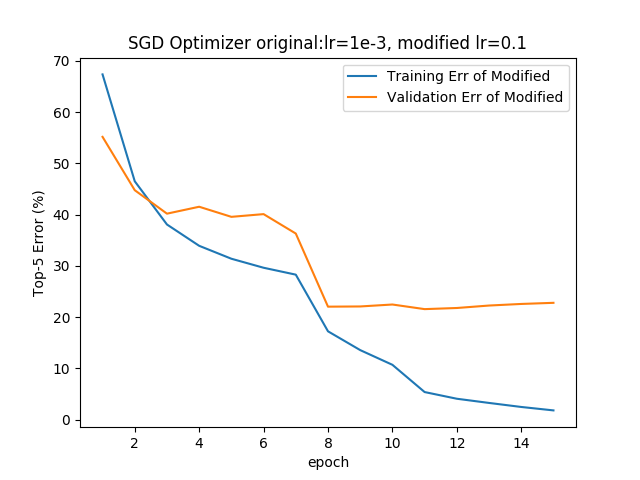 SGD Optimizer original:lr=1e-3, modified lr=0.1
Training Err of Modified
Validation Err of Modified
Top-5 Error (%)
70
60
50
40
30
20
10
0
2 4 6 8 10 12 14
epoch